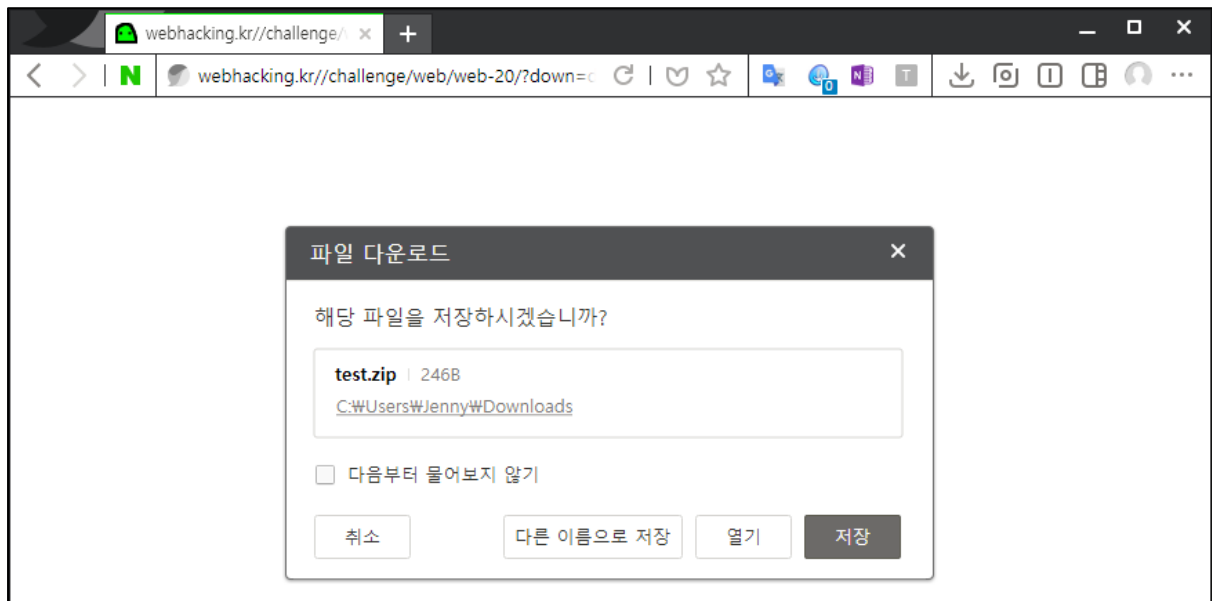 webhacking.kr//challenge/
N webhacking.kr//challenge/web/web-20/?down=
파일 다운로드
해당 파일을 저장하시겠습니까?
test.zip 246B
C:₩Users₩Jenny₩Downloads
다음부터 물어보지 않기
취소 다른 이름으로 저장 열기 저장